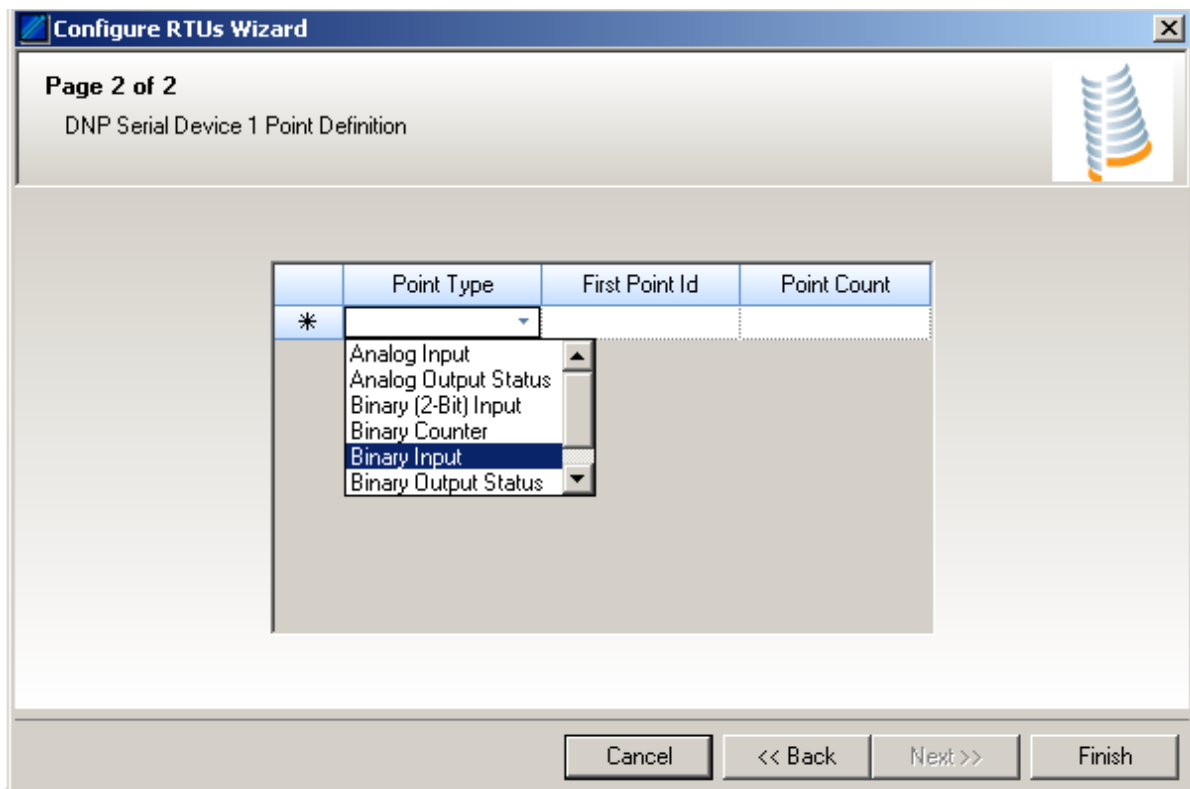 Configure RTUs Wizard
Page 2 of 2
DNP Serial Device 1 Point Definition
Point Type First Point Id Point Count
Analog Input
Analog Output Status
Binary (2-Bit) Input
Binary Counter
Binary Input
Binary Output Status
Cancel << Back Next >> Finish